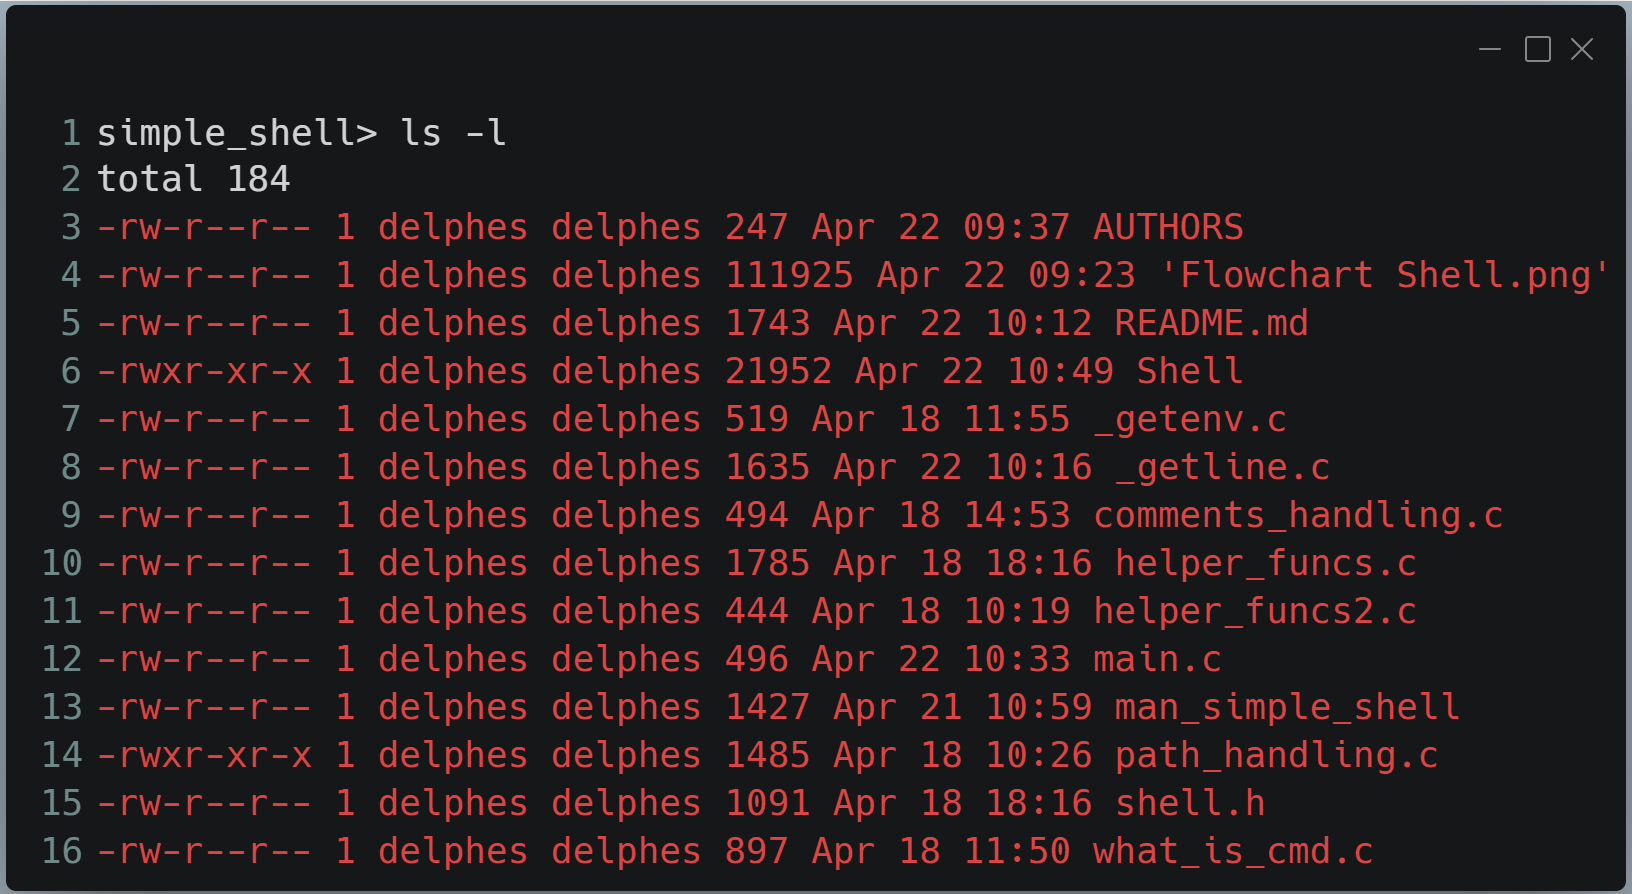 1 simple_shell> ls -l
2 total 184
3 -rw-r--r-- 1 delphes delphes 247 Apr 22 09:37 AUTHORS
4 -rw-r--r-- 1 delphes delphes 111925 Apr 22 09:23 'Flowchart Shell.png'
5 -rw-r--r-- 1 delphes delphes 1743 Apr 22 10:12 README.md
6 -rwxr-xr-x 1 delphes delphes 21952 Apr 22 10:49 Shell
7 -rw-r--r-- 1 delphes delphes 519 Apr 18 11:55 _getenv.c
8 -rw-r--r-- 1 delphes delphes 1635 Apr 22 10:16 _getline.c
9 -rw-r--r-- 1 delphes delphes 494 Apr 18 14:53 comments_handling.c
10 -rw-r--r-- 1 delphes delphes 1785 Apr 18 18:16 helper_funcs.c
11 -rw-r--r-- 1 delphes delphes 444 Apr 18 10:19 helper_funcs2.c
12 -rw-r--r-- 1 delphes delphes 496 Apr 22 10:33 main.c
13 -rw-r--r-- 1 delphes delphes 1427 Apr 21 10:59 man_simple_shell
14 -rwxr-xr-x 1 delphes delphes 1485 Apr 18 10:26 path_handling.c
15 -rw-r--r-- 1 delphes delphes 1091 Apr 18 18:16 shell.h
16 -rw-r--r-- 1 delphes delphes 897 Apr 18 11:50 what_is_cmd.c